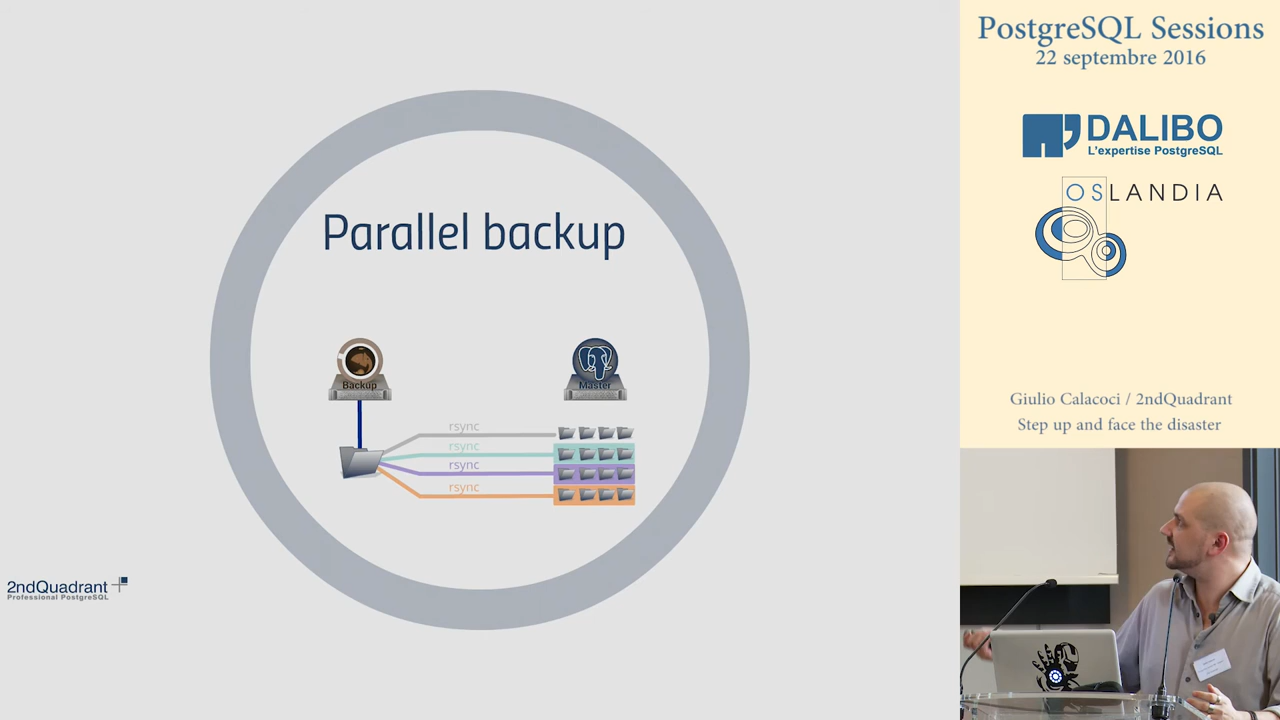 Parallel backup
Backup
Master
rsync
rsync
rsync
rsync
2ndQuadrant
Professional PostgreSQL
PostgreSQL Sessions
22 septembre 2016
DALIBO
L'expertise PostgreSQL
OSLANDIA
Giulio Calacoci / 2ndQuadrant
Step up and face the disaster